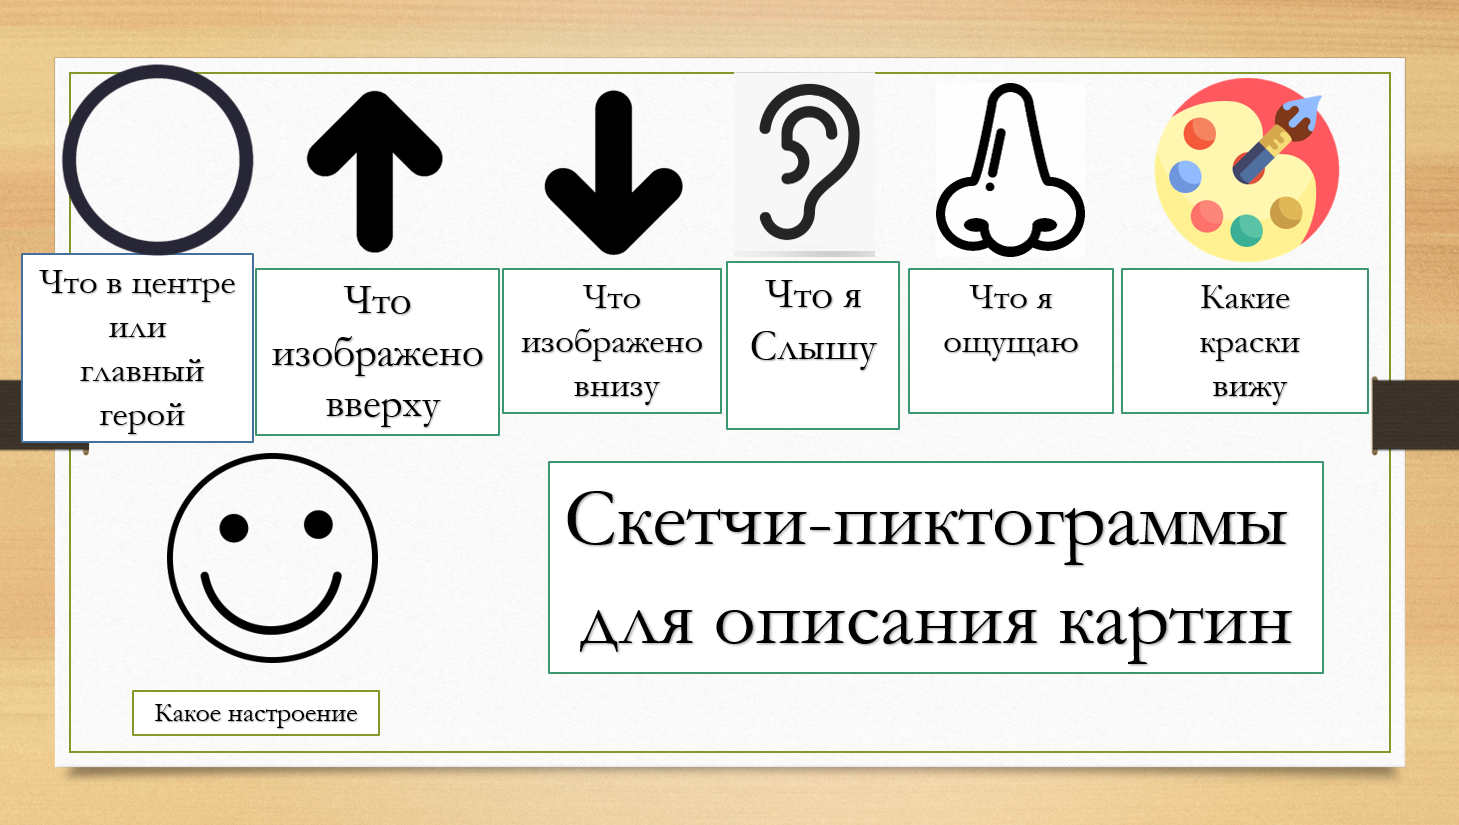 Что в центре
или
главный
герой
Что
изображено
вверху
Что
изображено
внизу
Что я
Слышу
Что я
ощущаю
Какие
краски
вижу
Скетчи-пиктограммы
для описания картин
Какое настроение